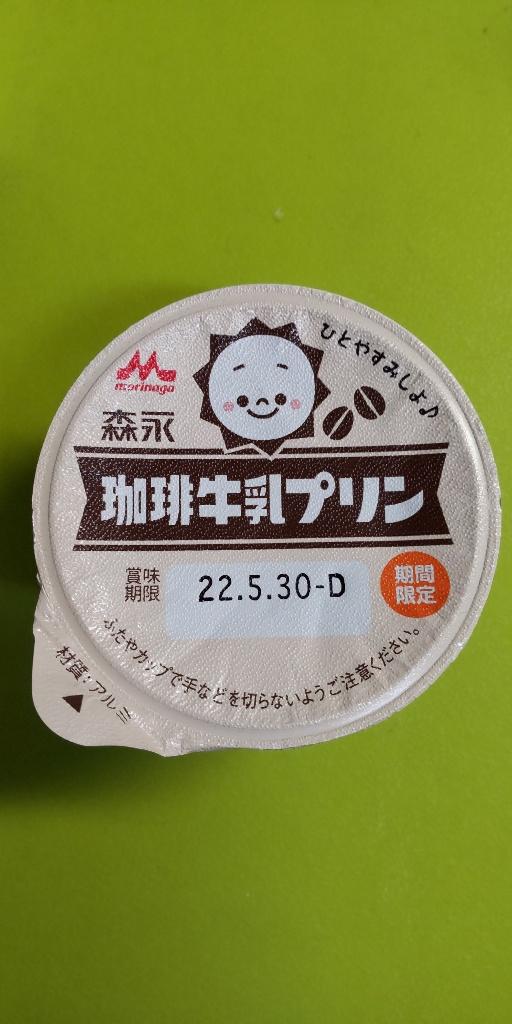 ひとやすみしよ♪
morinaga
森永
珈琲牛乳プリン
賞味
期限
22.5.30-D
期間
限定
ふたやカップで手などを切らないようご注意ください。
材質：アルミ